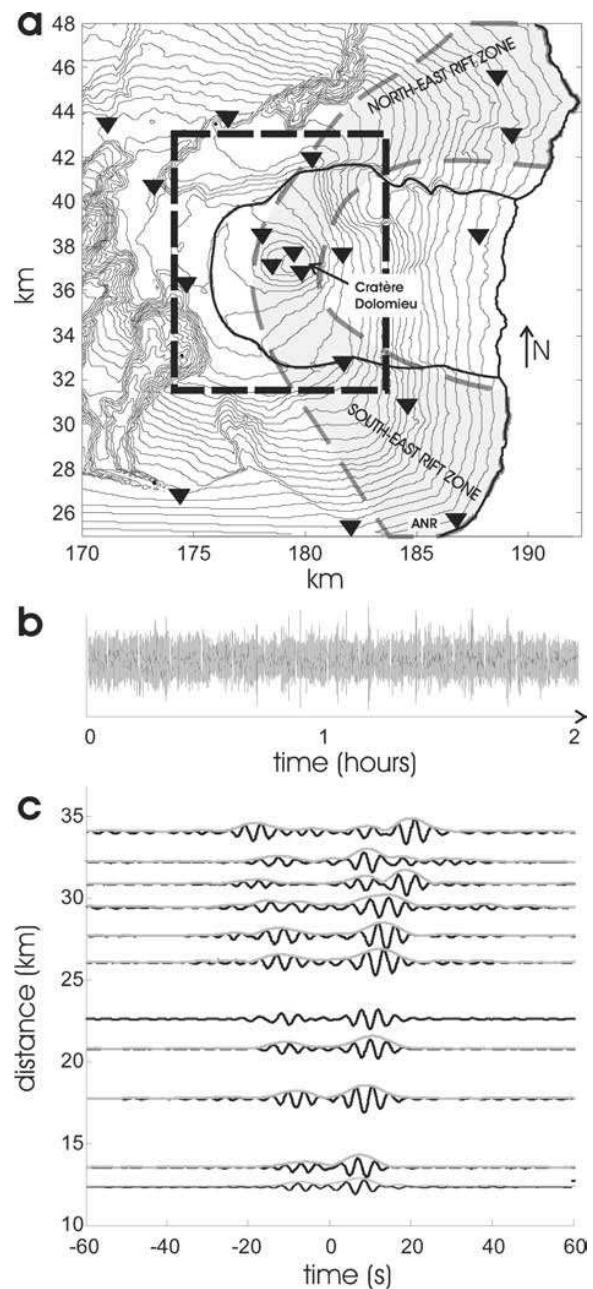 a
48
46
44
42
40
38
36
34
32
30
28
26
km
NORTH-EAST RIFT ZONE
Cratère
Dolomieu
N
SOUTH-EAST RIFT ZONE
ANR
170 175 180 185 190
km
b
0 1 2
time (hours)
c
35
30
25
20
15
10
distance (km)
-60 -40 -20 0 20 40 60
time (s)